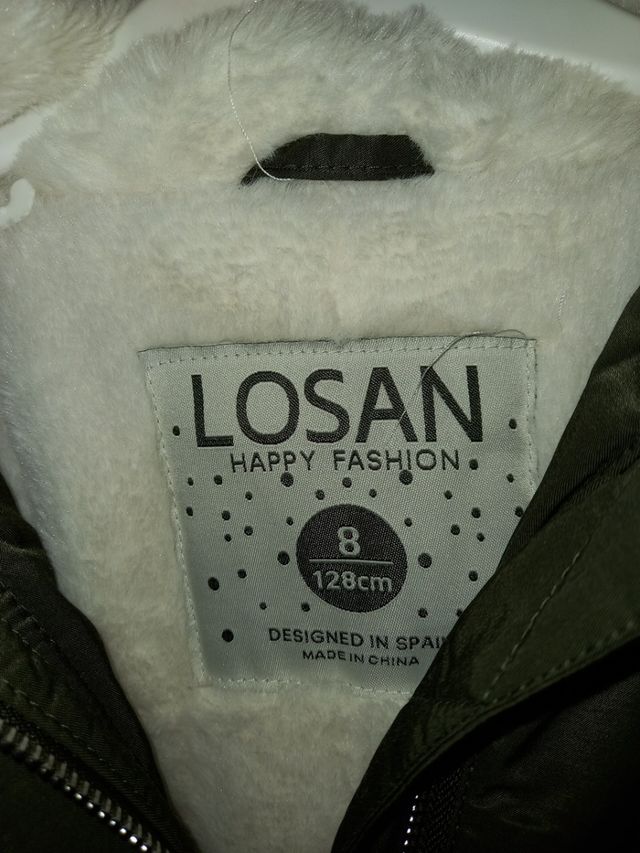 LOSAN
HAPPY FASHION
8
128cm
DESIGNED IN SPAIN
MADE IN CHINA